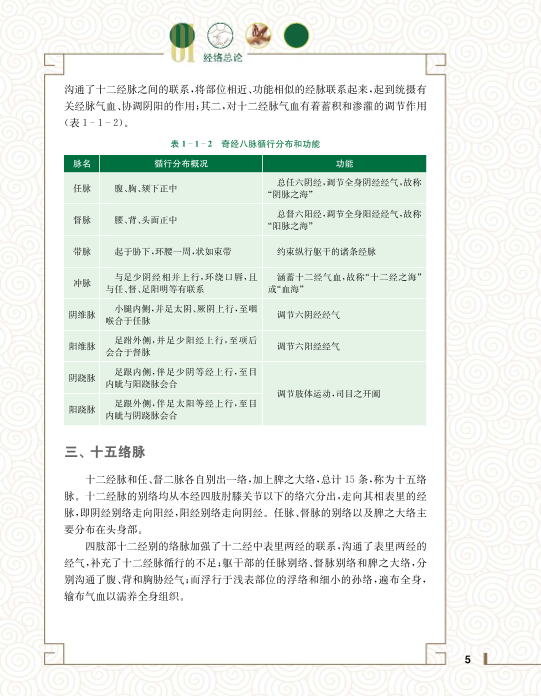 01
经络总论
沟通了十二经脉之间的联系,将部位相近、功能相似的经脉联系起来,起到统摄有
关经脉气血、协调阴阳的作用;其二,对十二经脉气血有着蓄积和渗灌的调节作用
(表 1-1-2)。
表 1-1-2 奇经八脉循行分布和功能
脉名 循行分布概况 功能
任脉 腹、胸、颏下正中 总任六阴经,调节全身阴经经气,故称
“阴脉之海”
督脉 腰、背、头面正中 总督六阳经,调节全身阳经经气,故称
“阳脉之海”
带脉 起于胁下,环腰一周,状如束带 约束纵行躯干的诸条经脉
冲脉 与足少阴经相并上行,环绕口唇,且
与任、督、足阳明等有联系
涵蓄十二经气血,故称“十二经之海”
或“血海”
阴维脉 小腿内侧,并足太阴、厥阴上行,至咽
喉合于任脉
调节六阴经经气
阳维脉 足跗外侧,并足少阳经上行,至项后
会合于督脉
调节六阳经经气
阴跷脉 足跟内侧,伴足少阴等经上行,至目
内眦与阳跷脉会合
调节肢体运动,司目之开阖
阳跷脉 足跟外侧,伴足太阳等经上行,至目
内眦与阴跷脉会合
三、十五络脉
十二经脉和任、督二脉各自别出一络,加上脾之大络,总计 15 条,称为十五络
脉。十二经脉的别络均从本经四肢肘膝关节以下的络穴分出,走向其相表里的经
脉,即阴经别络走向阳经,阳经别络走向阴经。任脉、督脉的别络以及脾之大络主
要分布在头身部。
四肢部十二经别的络脉加强了十二经中表里两经的联系,沟通了表里两经的
经气,补充了十二经脉循行的不足;躯干部的任脉别络、督脉别络和脾之大络,分
别沟通了腹、背和胸胁经气;而浮行于浅表部位的浮络和细小的孙络,遍布全身,
输布气血以濡养全身组织。
5